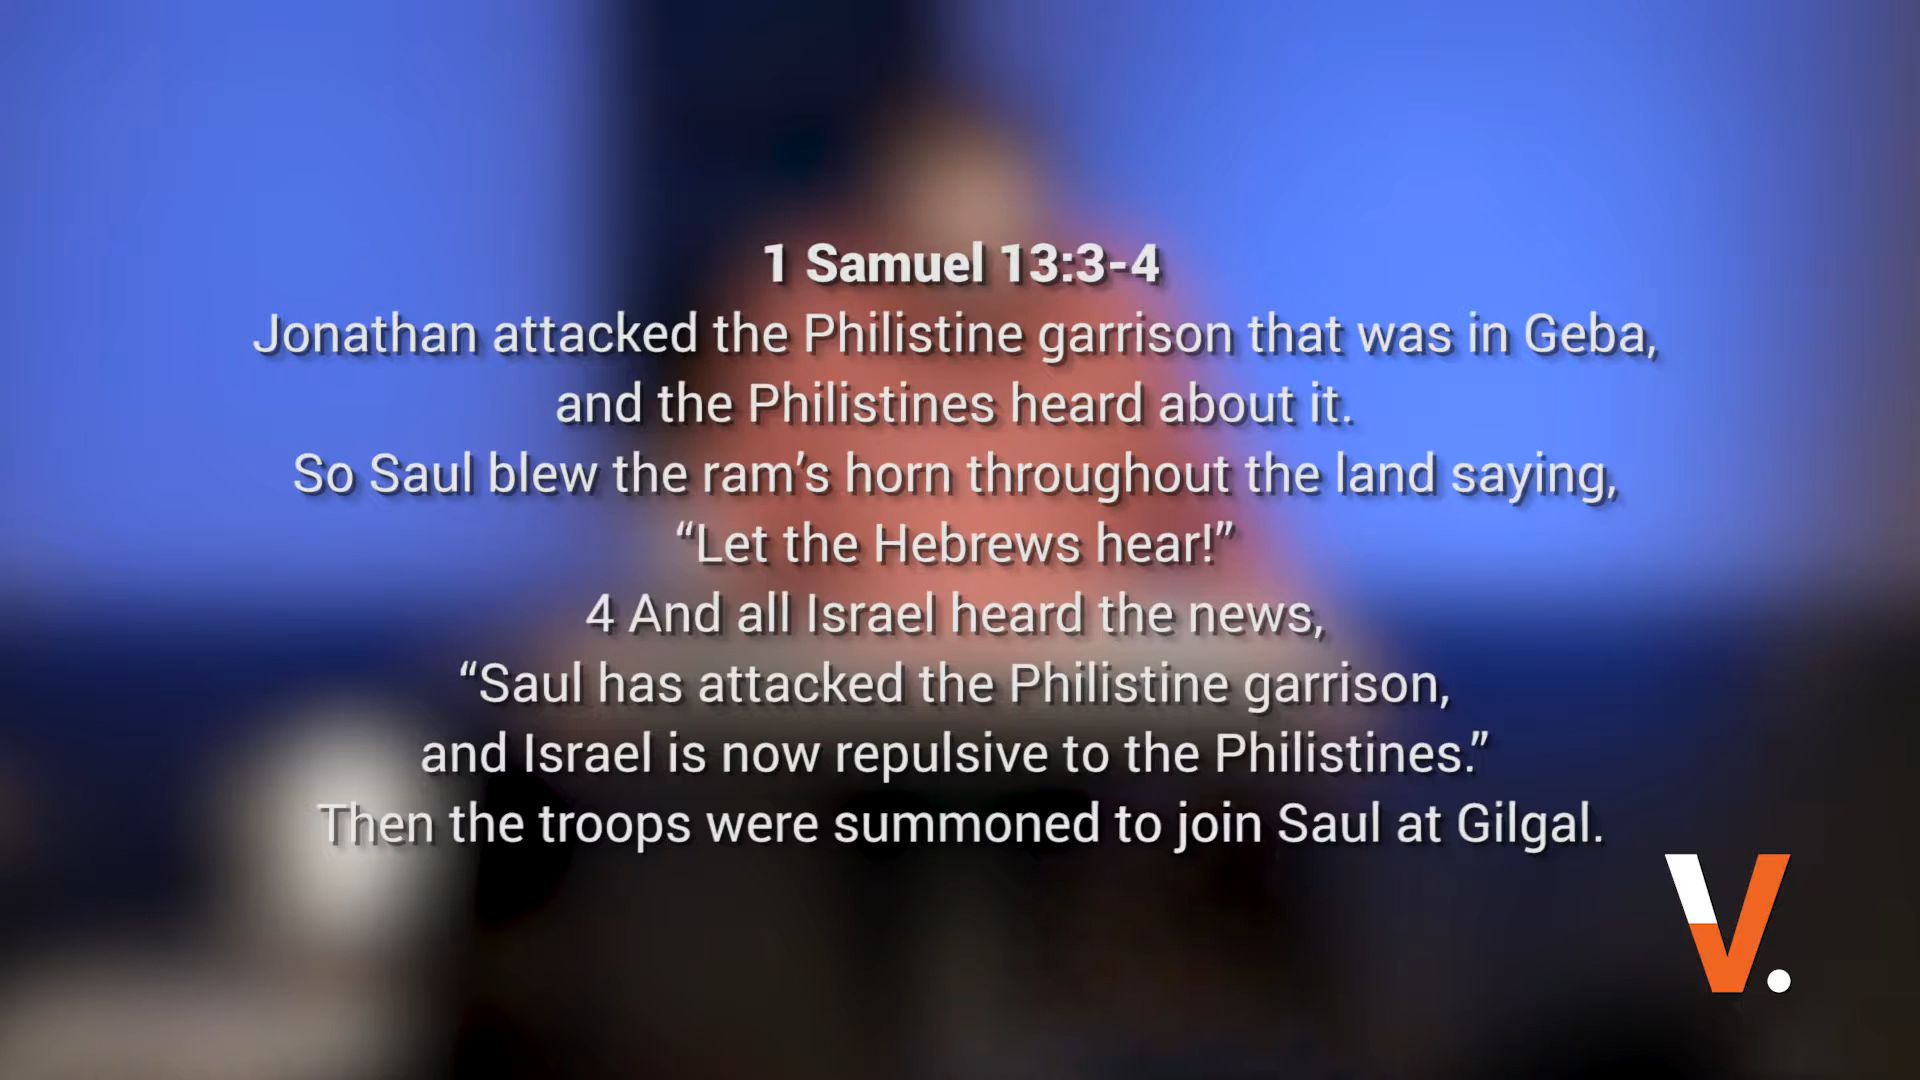 1 Samuel 13:3-4
Jonathan attacked the Philistine garrison that was in Geba,
and the Philistines heard about it.
So Saul blew the ram’s horn throughout the land saying,
“Let the Hebrews hear!”
4 And all Israel heard the news,
“Saul has attacked the Philistine garrison,
and Israel is now repulsive to the Philistines.”
Then the troops were summoned to join Saul at Gilgal.
V.